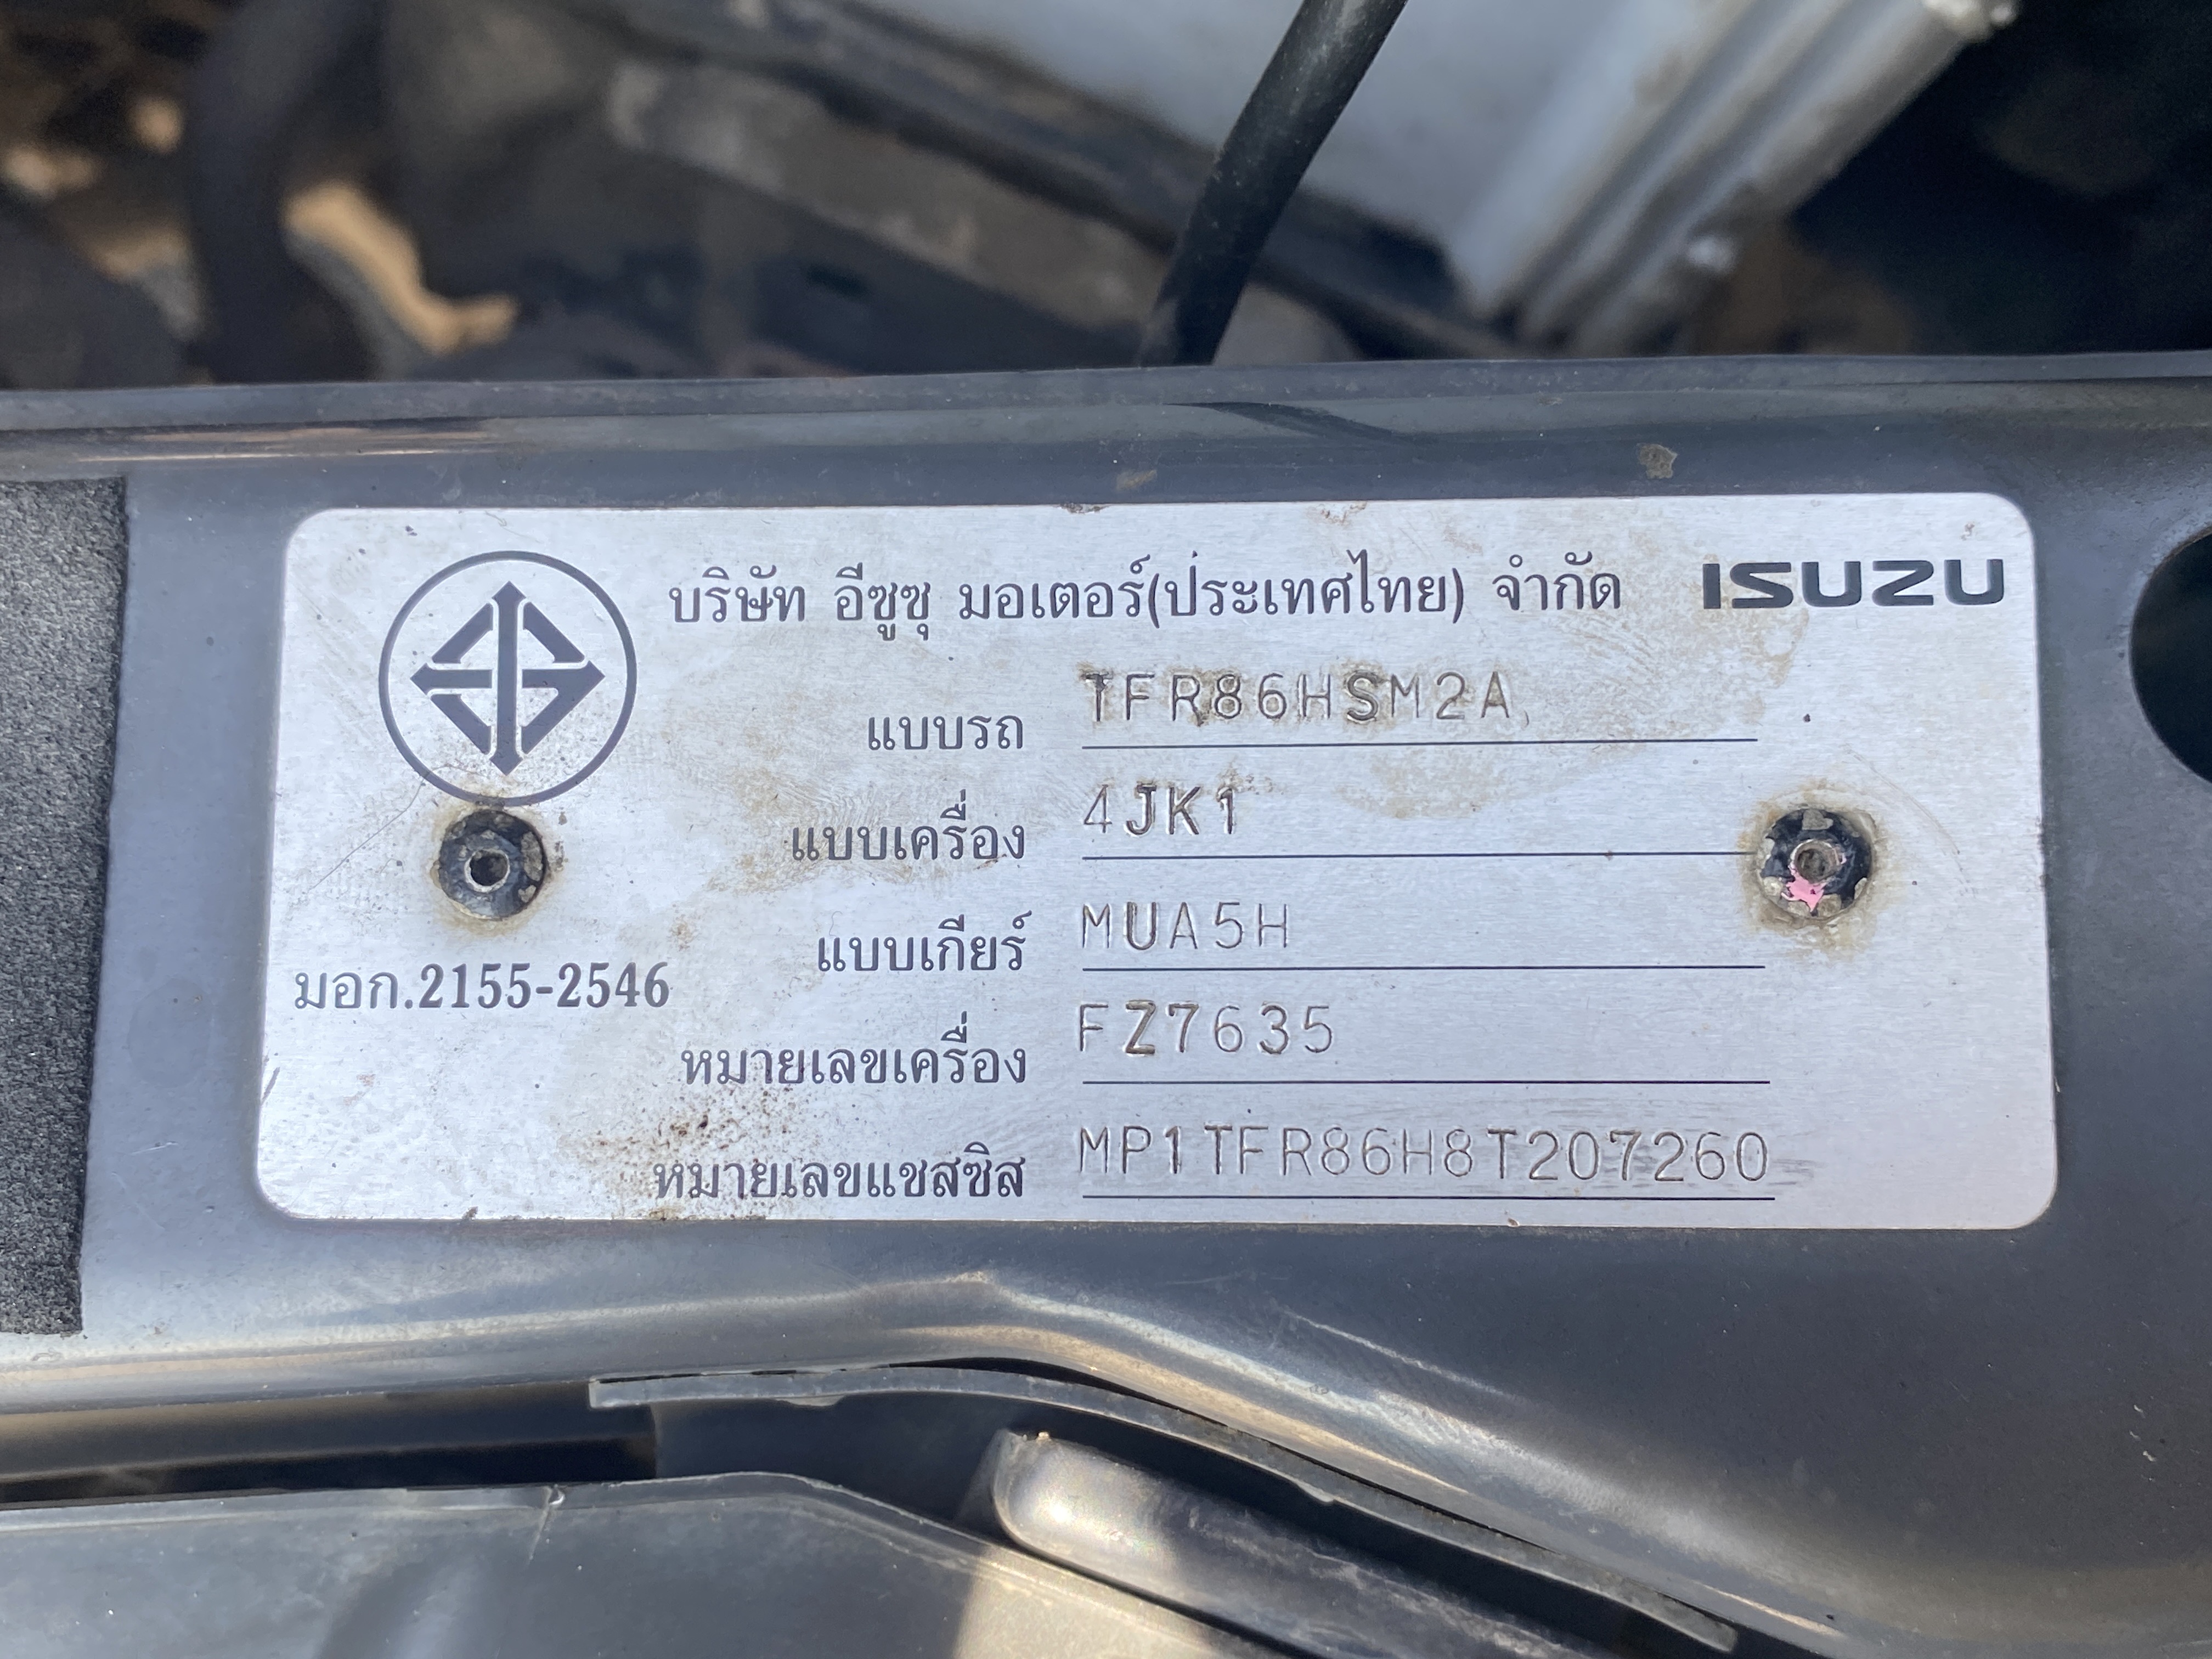 บริษัท อีซูซุ มอเตอร์(ประเทศไทย) จำกัด ISUZU
แบบรถ TFR86HSM2A
แบบเครื่อง 4JK1
แบบเกียร์ MUA5H
มอก.2155-2546
หมายเลขเครื่อง FZ7635
หมายเลขแชสซิส MP1TFR86H8T207260